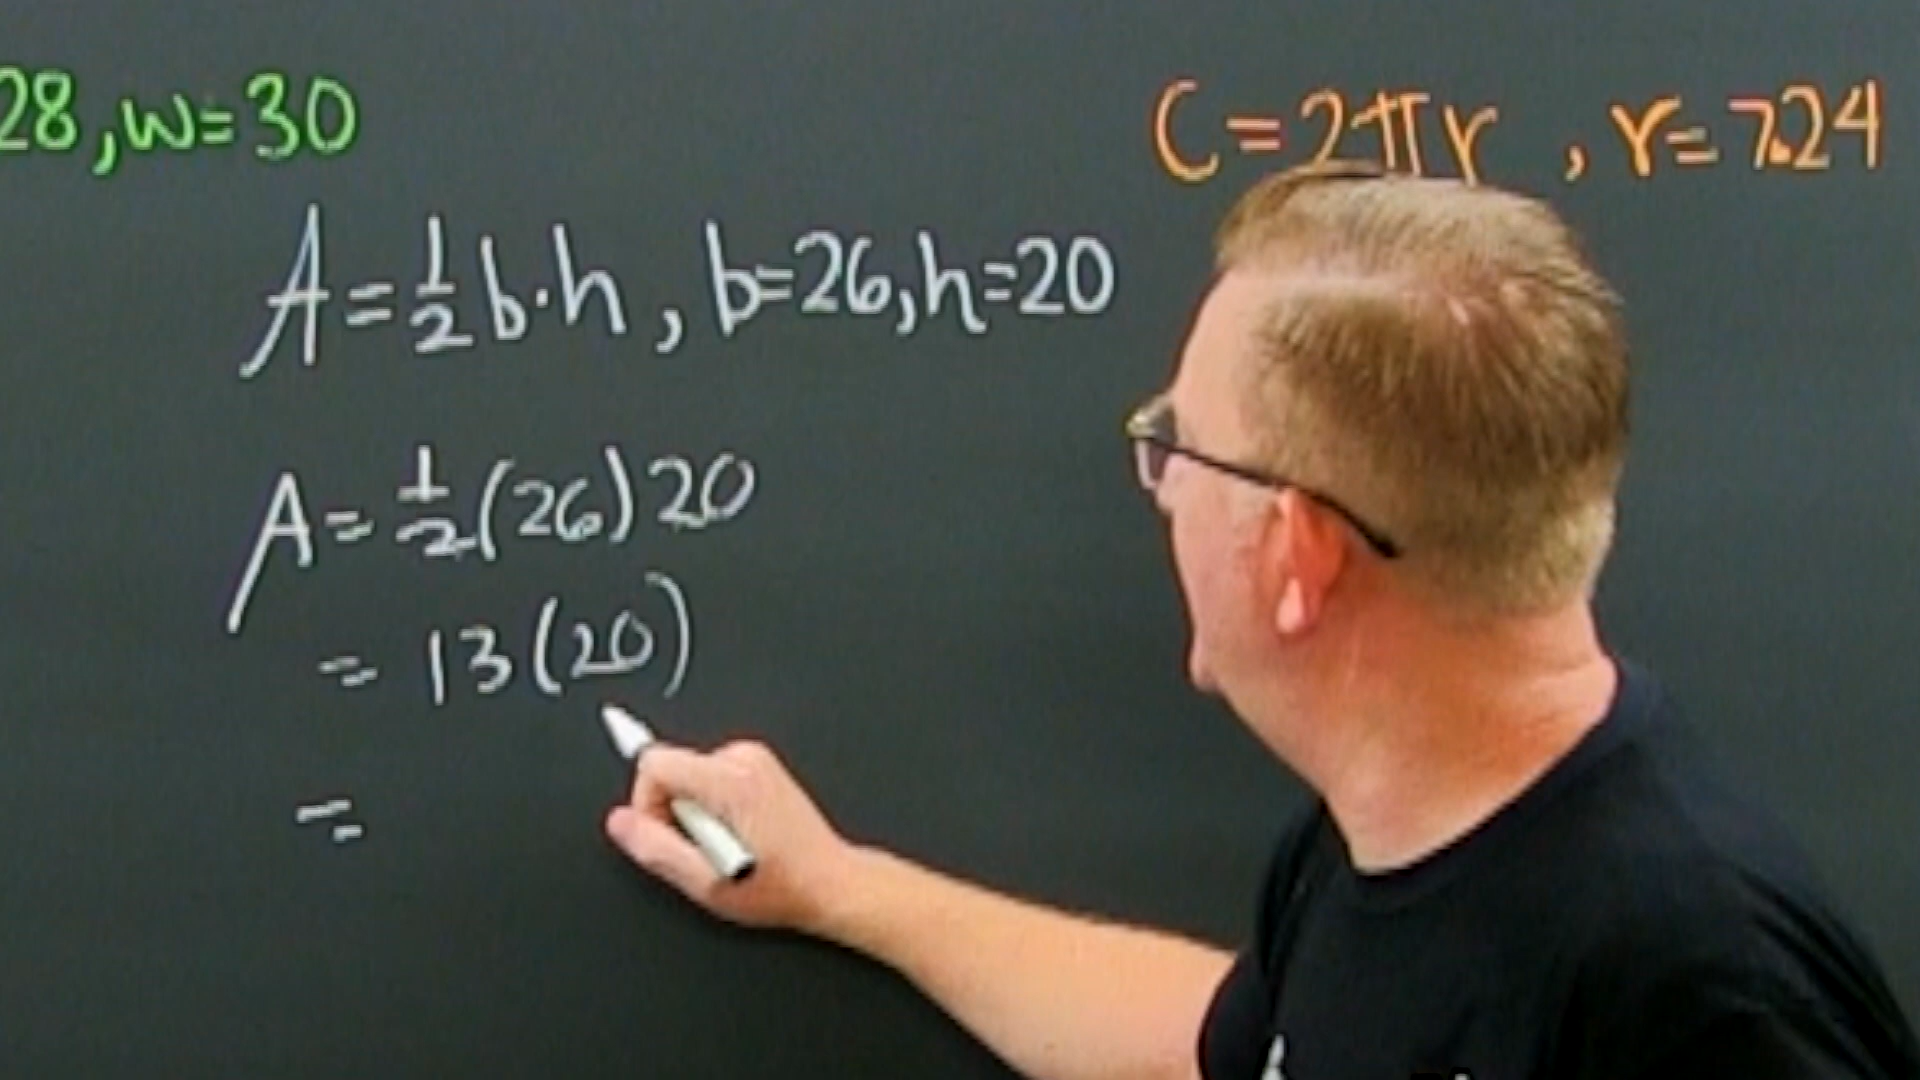 28, w=30
C=2πr, r=7.24
A=½b·h, b=26, h=20
A=½(26)20
=13(20)
=